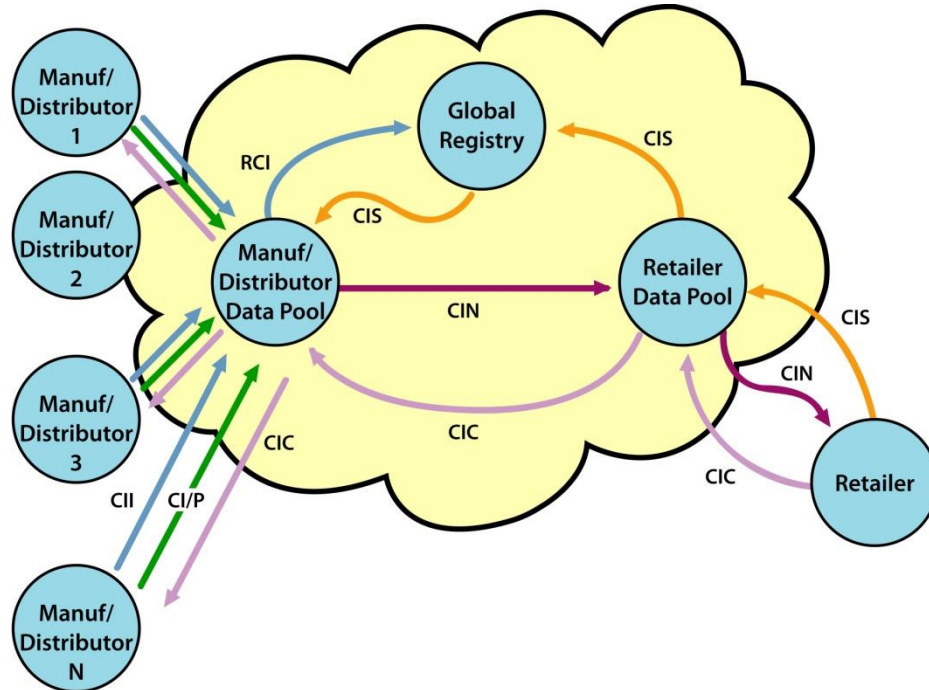 Manuf/
Distributor
1
Global
Registry
CIS
RCI
Manuf/
Distributor
2
CIS
Manuf/
Distributor
Data Pool
Retailer
Data Pool
CIN
CIS
CIN
Manuf/
Distributor
3
CIC
CIC
CIC
Retailer
CII
CI/P
Manuf/
Distributor
N